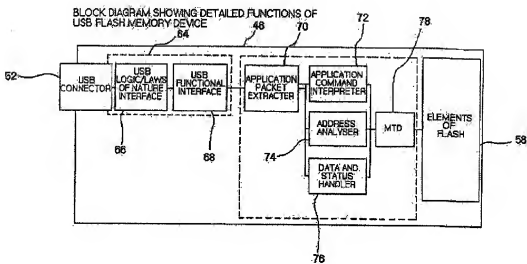 BLOCK DIAGRAM SHOWING DETAILED FUNCTIONS OF
USB FLASH MEMORY DEVICE
64
46
70
72
78
52
USB
CONNECTOR
USB
LOGIC/LAWS
OF NATURE
INTERFACE
USB
FUNCTIONAL
INTERFACE
APPLICATION
PACKET
EXTRACTER
APPLICATION
COMMAND
INTERPRETER
ADDRESS
ANALYSER
DATA AND
STATUS
HANDLER
MTD
ELEMENTS
OF
FLASH
66
68
74
76
58